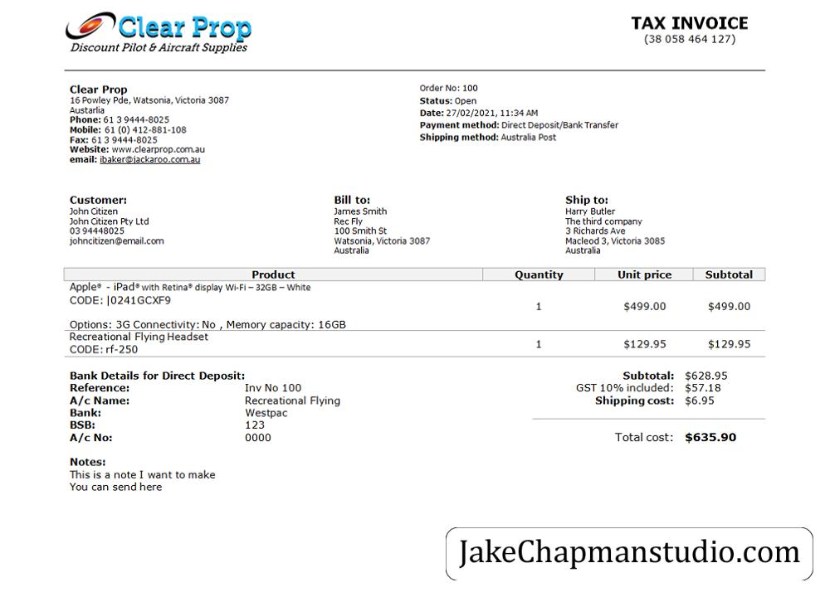 Clear Prop
Discount Pilot & Aircraft Supplies
TAX INVOICE
(38 058 464 127)
Clear Prop
16 Powley Pde, Watsonia, Victoria 3087
Austarlia
Phone: 61 3 9444-8025
Mobile: 61 (0) 412-881-108
Fax: 61 3 9444-8025
Website: www.clearprop.com.au
email: ibaker@jackaroo.com.au
Order No: 100
Status: Open
Date: 27/02/2021, 11:34 AM
Payment method: Direct Deposit/Bank Transfer
Shipping method: Australia Post
Customer:
John Citizen
John Citizen Pty Ltd
03 94448025
johncitizen@email.com
Bill to:
James Smith
Rec Fly
100 Smith St
Watsonia, Victoria 3087
Australia
Ship to:
Harry Butler
The third company
3 Richards Ave
Macleod 3, Victoria 3085
Australia
Product Quantity Unit price Subtotal
Apple® - iPad® with Retina® display Wi-Fi – 32GB – White
CODE: |0241GCXF9
1 $499.00 $499.00
Options: 3G Connectivity: No , Memory capacity: 16GB
Recreational Flying Headset
CODE: rf-250
1 $129.95 $129.95
Bank Details for Direct Deposit:
Reference: Inv No 100
A/c Name: Recreational Flying
Bank: Westpac
BSB: 123
A/c No: 0000
Subtotal: $628.95
GST 10% included: $57.18
Shipping cost: $6.95
Total cost: $635.90
Notes:
This is a note I want to make
You can send here
JakeChapmanstudio.com